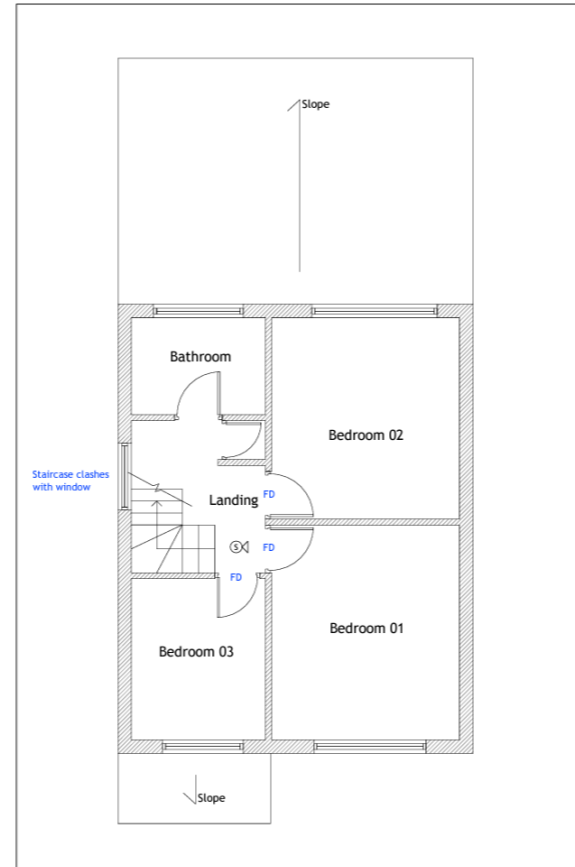 Slope
Bathroom
Bedroom 02
Staircase clashes
with window
Landing
FD
S
FD
FD
Bedroom 01
Bedroom 03
Slope